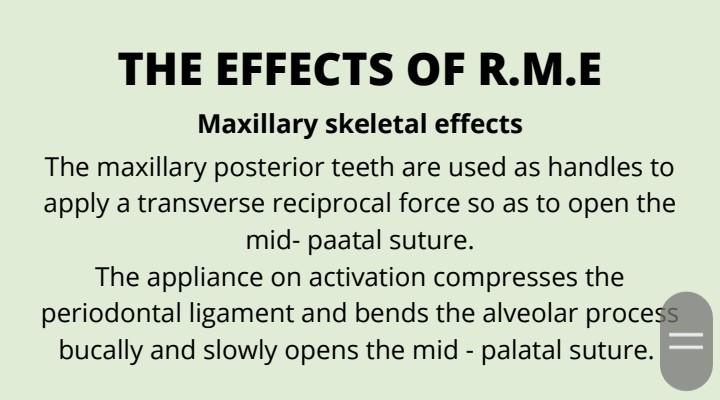 THE EFFECTS OF R.M.E
Maxillary skeletal effects
The maxillary posterior teeth are used as handles to
apply a transverse reciprocal force so as to open the
mid- paatal suture.
The appliance on activation compresses the
periodontal ligament and bends the alveolar process
bucally and slowly opens the mid - palatal suture.